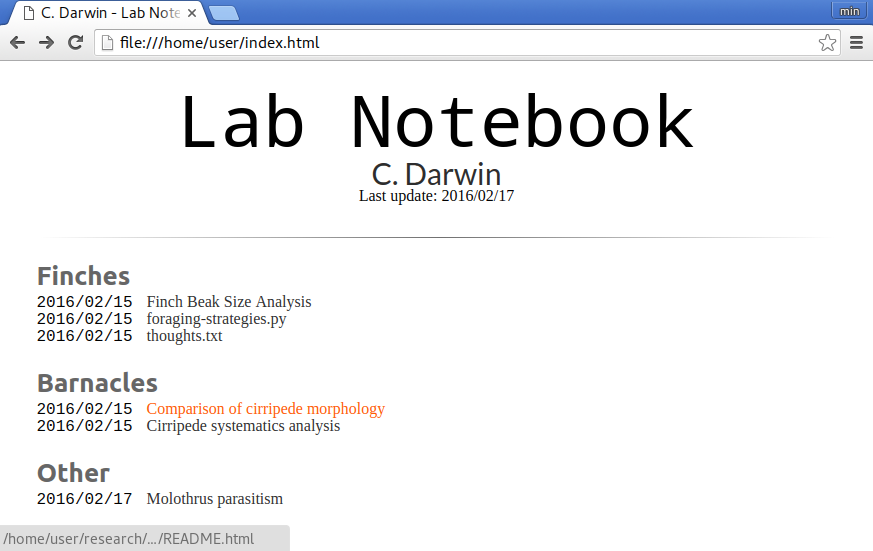 C. Darwin - Lab Note
min
file:///home/user/index.html
Lab Notebook
C. Darwin
Last update: 2016/02/17
Finches
2016/02/15 Finch Beak Size Analysis
2016/02/15 foraging-strategies.py
2016/02/15 thoughts.txt
Barnacles
2016/02/15 Comparison of cirripede morphology
2016/02/15 Cirripede systematics analysis
Other
2016/02/17 Molothrus parasitism
/home/user/research/.../README.html